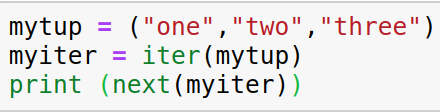 mytup = ("one","two","three")
myiter = iter(mytup)
print (next(myiter))